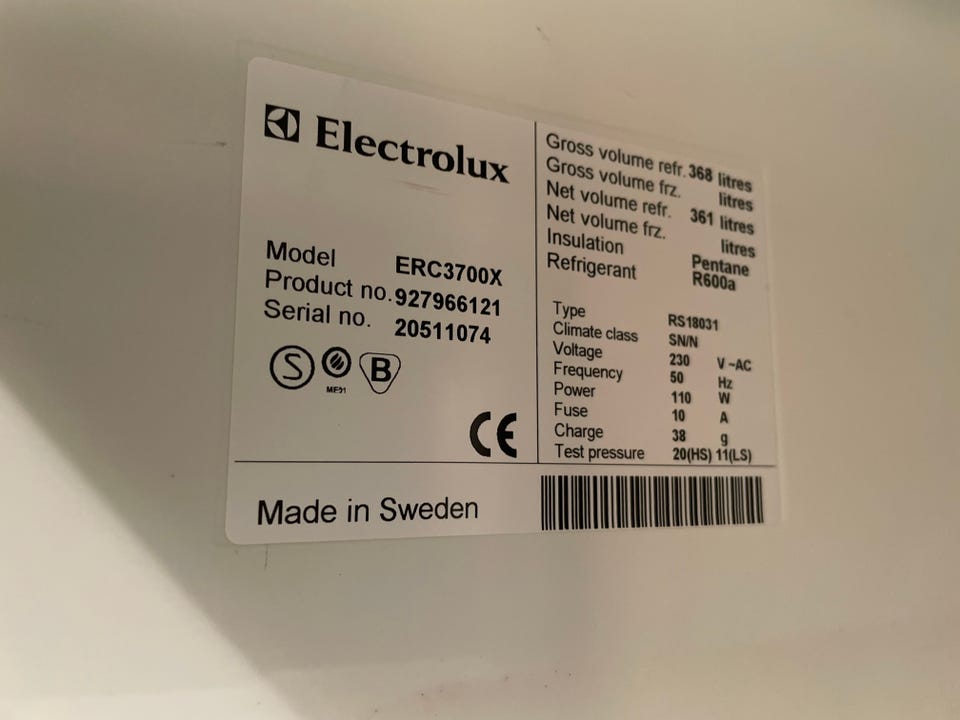 Electrolux
Model ERC3700X
Product no. 927966121
Serial no. 20511074
S
B
CE
Made in Sweden
Gross volume refr. 368 litres
Gross volume frz. litres
Net volume refr. 361 litres
Net volume frz. litres
Insulation Pentane
Refrigerant R600a
Type RS18031
Climate class SN/N
Voltage 230 V ~AC
Frequency 50 Hz
Power 110 W
Fuse 10 A
Charge 38 g
Test pressure 20(HS) 11(LS)